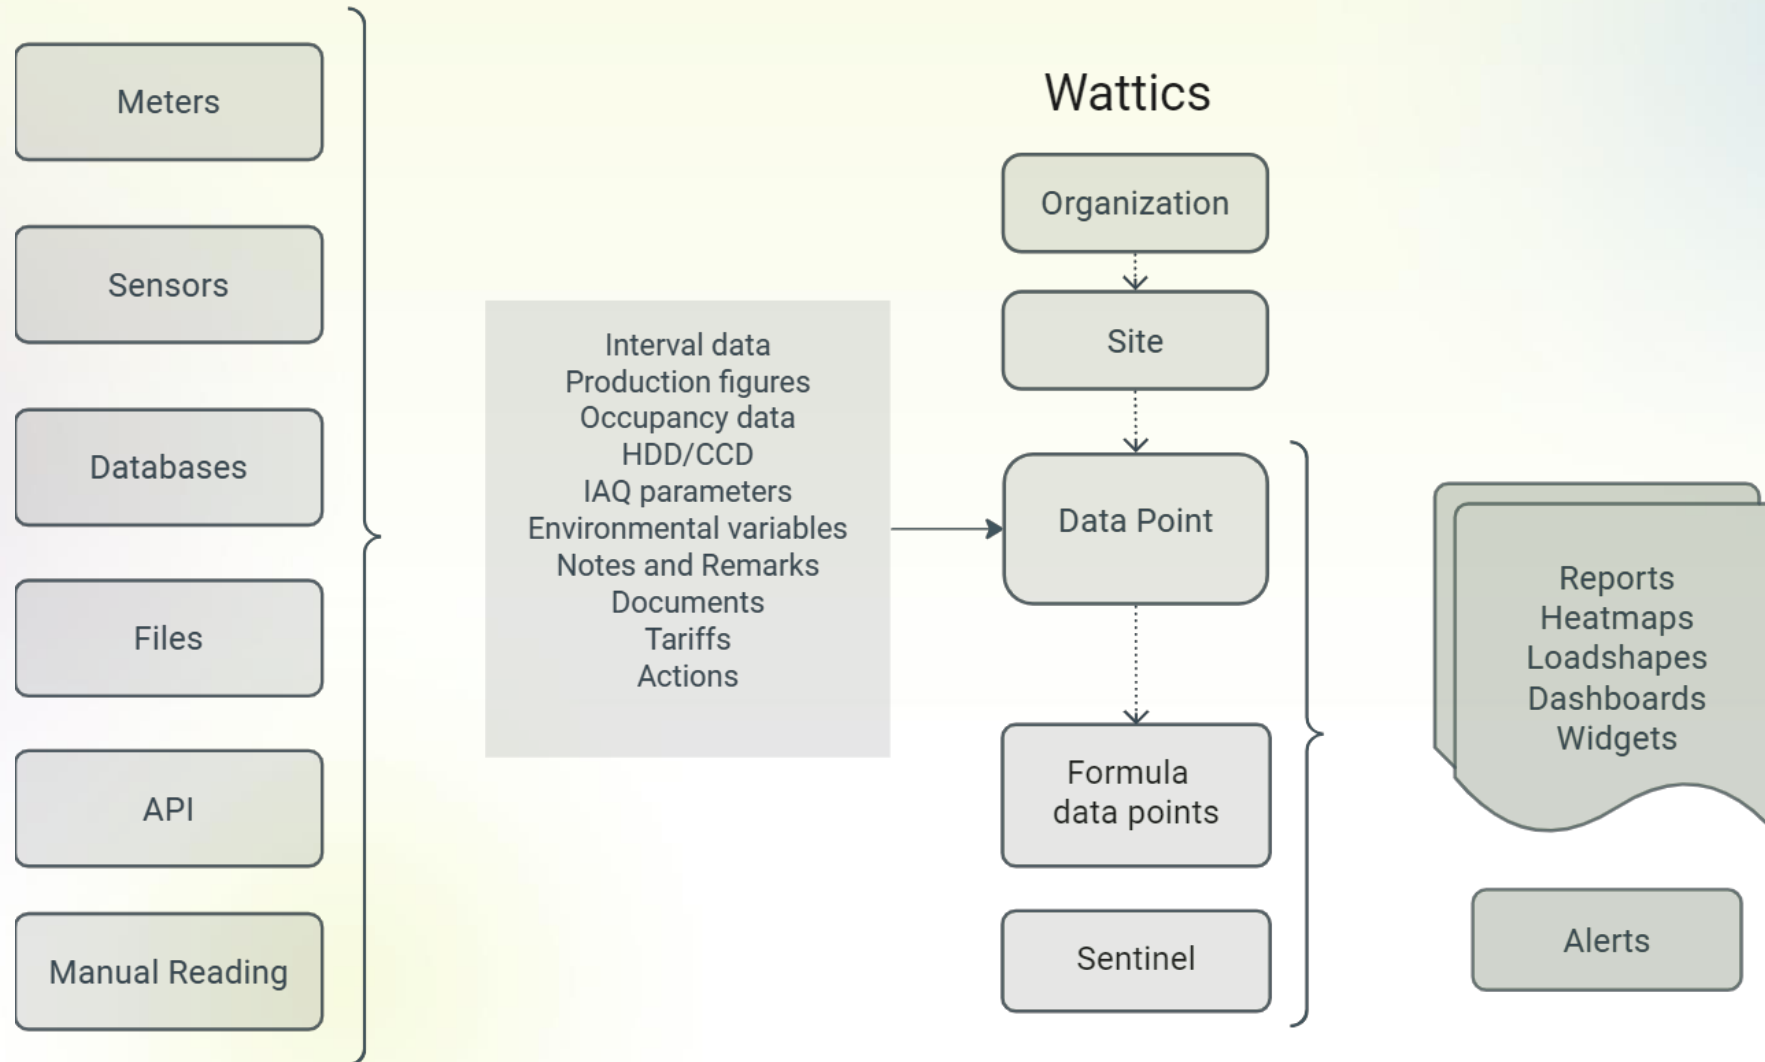 Meters
Sensors
Databases
Files
API
Manual Reading
Interval data
Production figures
Occupancy data
HDD/CCD
IAQ parameters
Environmental variables
Notes and Remarks
Documents
Tariffs
Actions
Wattics
Organization
Site
Data Point
Formula
data points
Sentinel
Reports
Heatmaps
Loadshapes
Dashboards
Widgets
Alerts